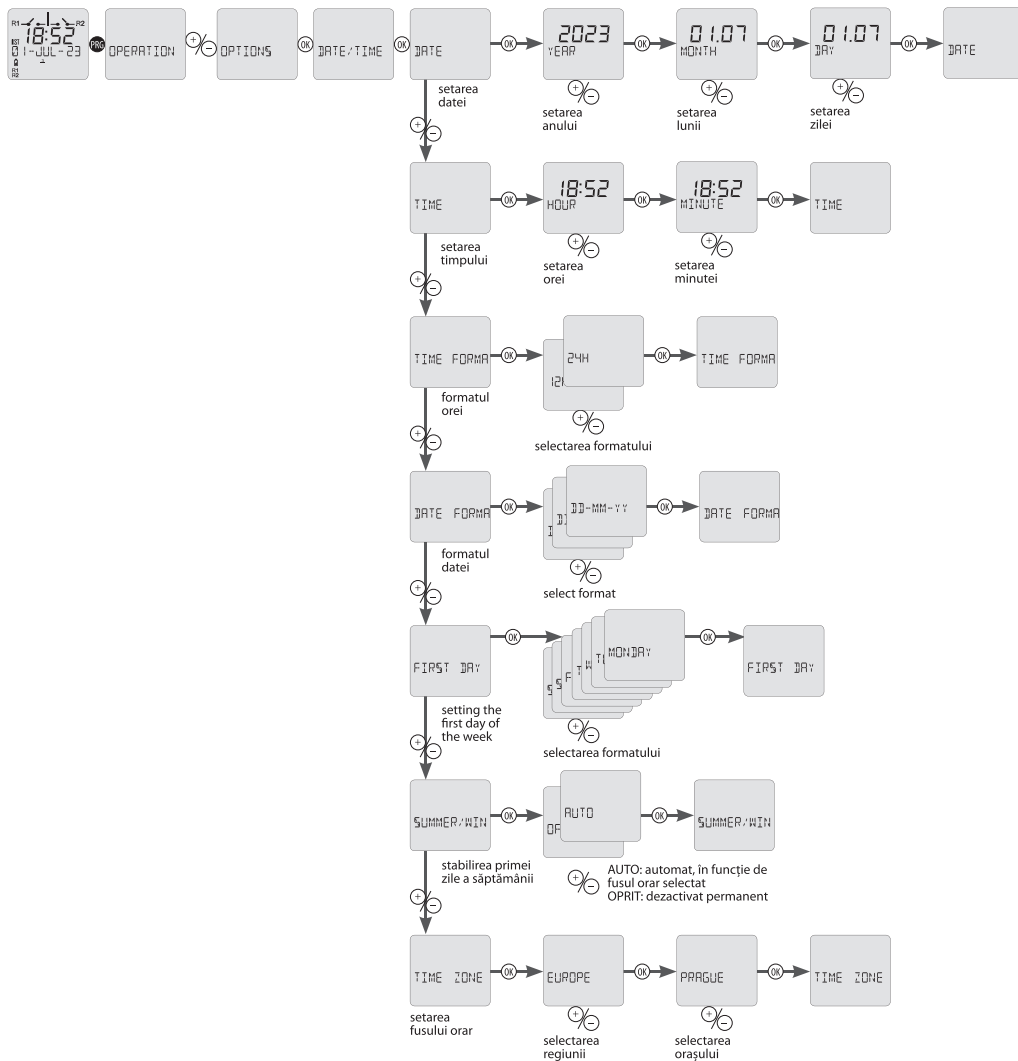 R1 R2
18:52
1-JUL-23
PRG
OPERATION
+/-
OPTIONS
OK
DATE/TIME
OK
DATE
OK
2023
YEAR
OK
01.07
MONTH
OK
01.07
DAY
OK
DATE
setarea
datei
+/-
setarea
anului
+/-
setarea
lunii
+/-
setarea
zilei
+/-
TIME
OK
18:52
HOUR
OK
18:52
MINUTE
OK
TIME
setarea
timpului
+/-
setarea
orei
+/-
setarea
minutei
+/-
TIME FORMA
OK
24H
12H
OK
TIME FORMA
formatul
orei
+/-
selectarea formatului
+/-
DATE FORMA
OK
DD-MM-YY
OK
DATE FORMA
formatul
datei
+/-
select format
+/-
FIRST DAY
OK
MONDAY
OK
FIRST DAY
setting the
first day of
the week
+/-
selectarea formatului
+/-
SUMMER/WIN
OK
AUTO
OF
OK
SUMMER/WIN
stabilirea primei
zile a săptămânii
+/-
AUTO: automat, în funcție de
fusul orar selectat
OPRIT: dezactivat permanent
+/-
TIME ZONE
OK
EUROPE
OK
PRAGUE
OK
TIME ZONE
setarea
fusului orar
+/-
selectarea
regiunii
+/-
selectarea
orașului